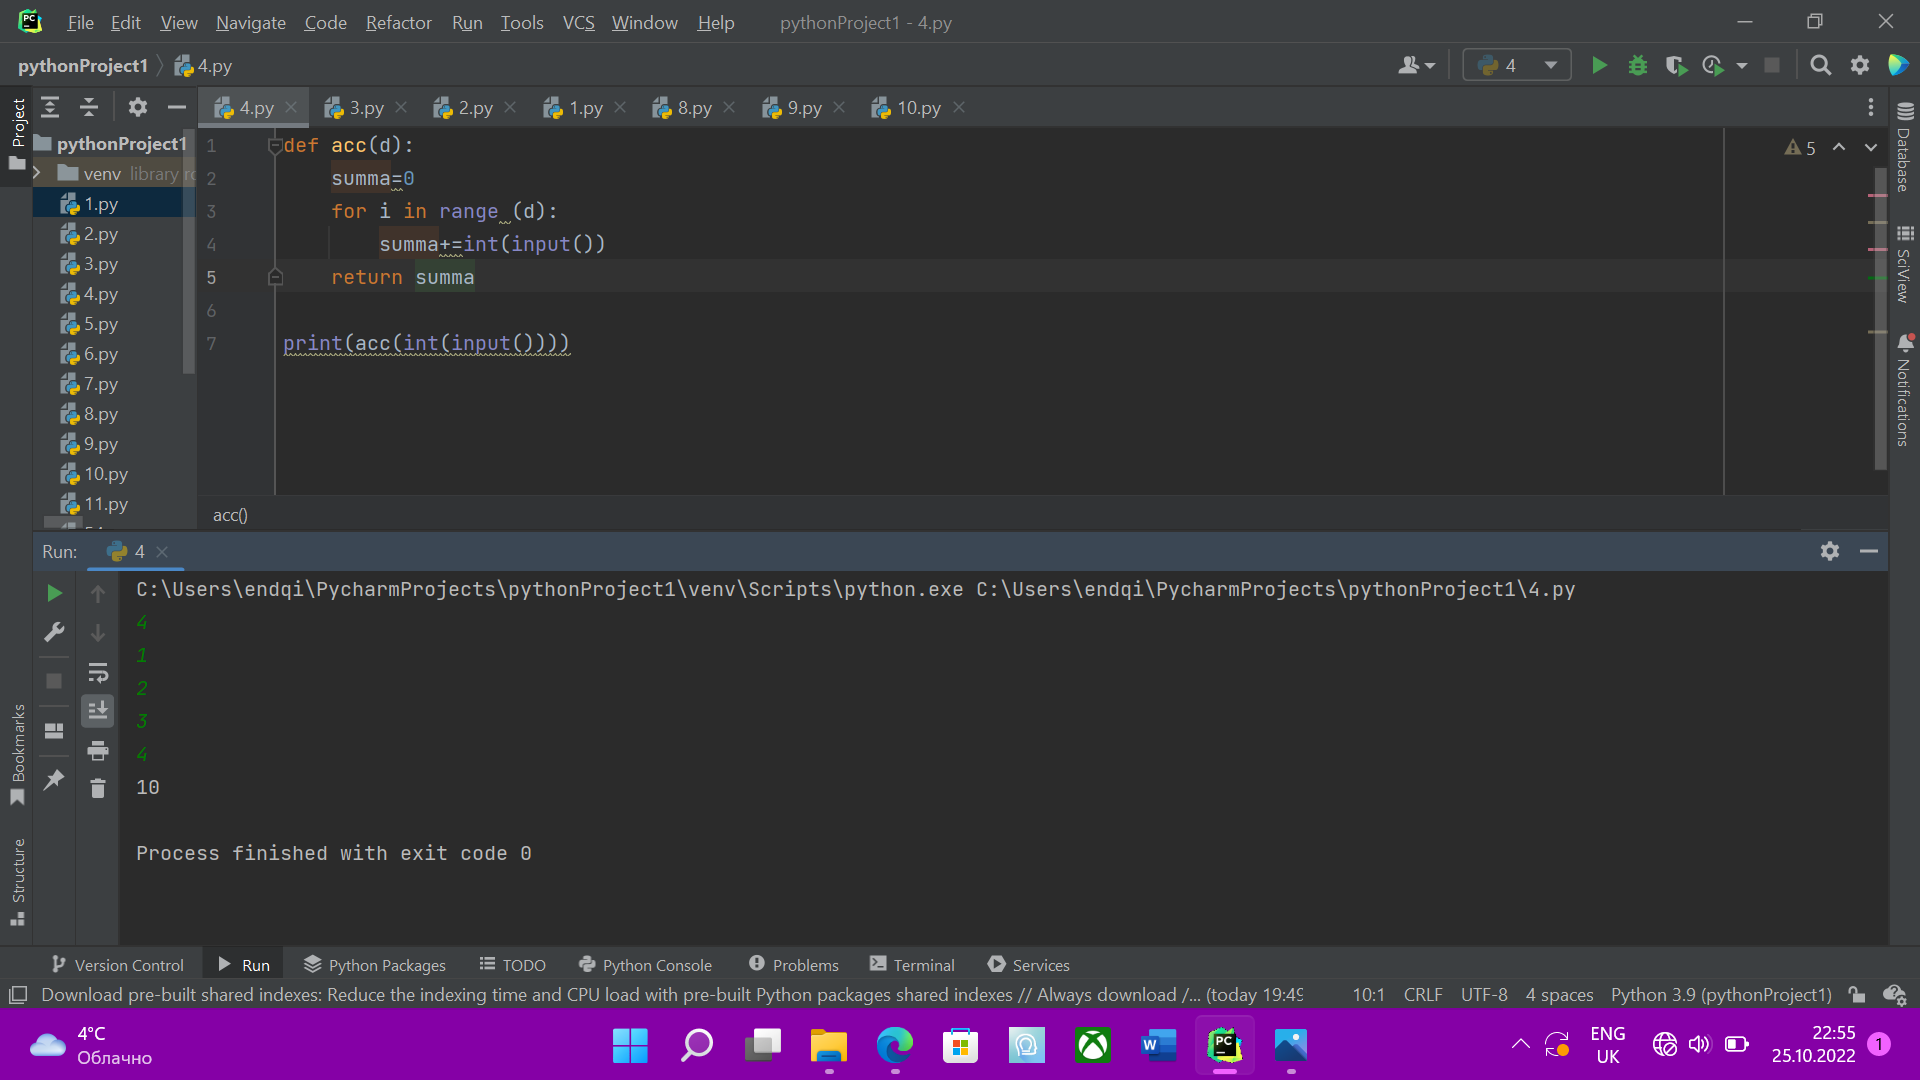 File Edit View Navigate Code Refactor Run Tools VCS Window Help pythonProject1 - 4.py
pythonProject1 4.py
4
Project
4.py 3.py 2.py 1.py 8.py 9.py 10.py
pythonProject1
venv library
1.py
2.py
3.py
4.py
5.py
6.py
7.py
8.py
9.py
10.py
11.py
1 def acc(d):
2 summa=0
3 for i in range (d):
4 summa+=int(input())
5 return summa
6
7 print(acc(int(input())))
5
acc()
Database
SciView
Notifications
Run: 4
C:\Users\endqi\PycharmProjects\pythonProject1\venv\Scripts\python.exe C:\Users\endqi\PycharmProjects\pythonProject1\4.py
4
1
2
3
4
10
Process finished with exit code 0
Bookmarks
Structure
Version Control Run Python Packages TODO Python Console Problems Terminal Services
Download pre-built shared indexes: Reduce the indexing time and CPU load with pre-built Python packages shared indexes // Always download /... (today 19:49 10:1 CRLF UTF-8 4 spaces Python 3.9 (pythonProject1)
4°C
Облачно
PC
W
PC
ENG
UK
22:55
25.10.2022
1